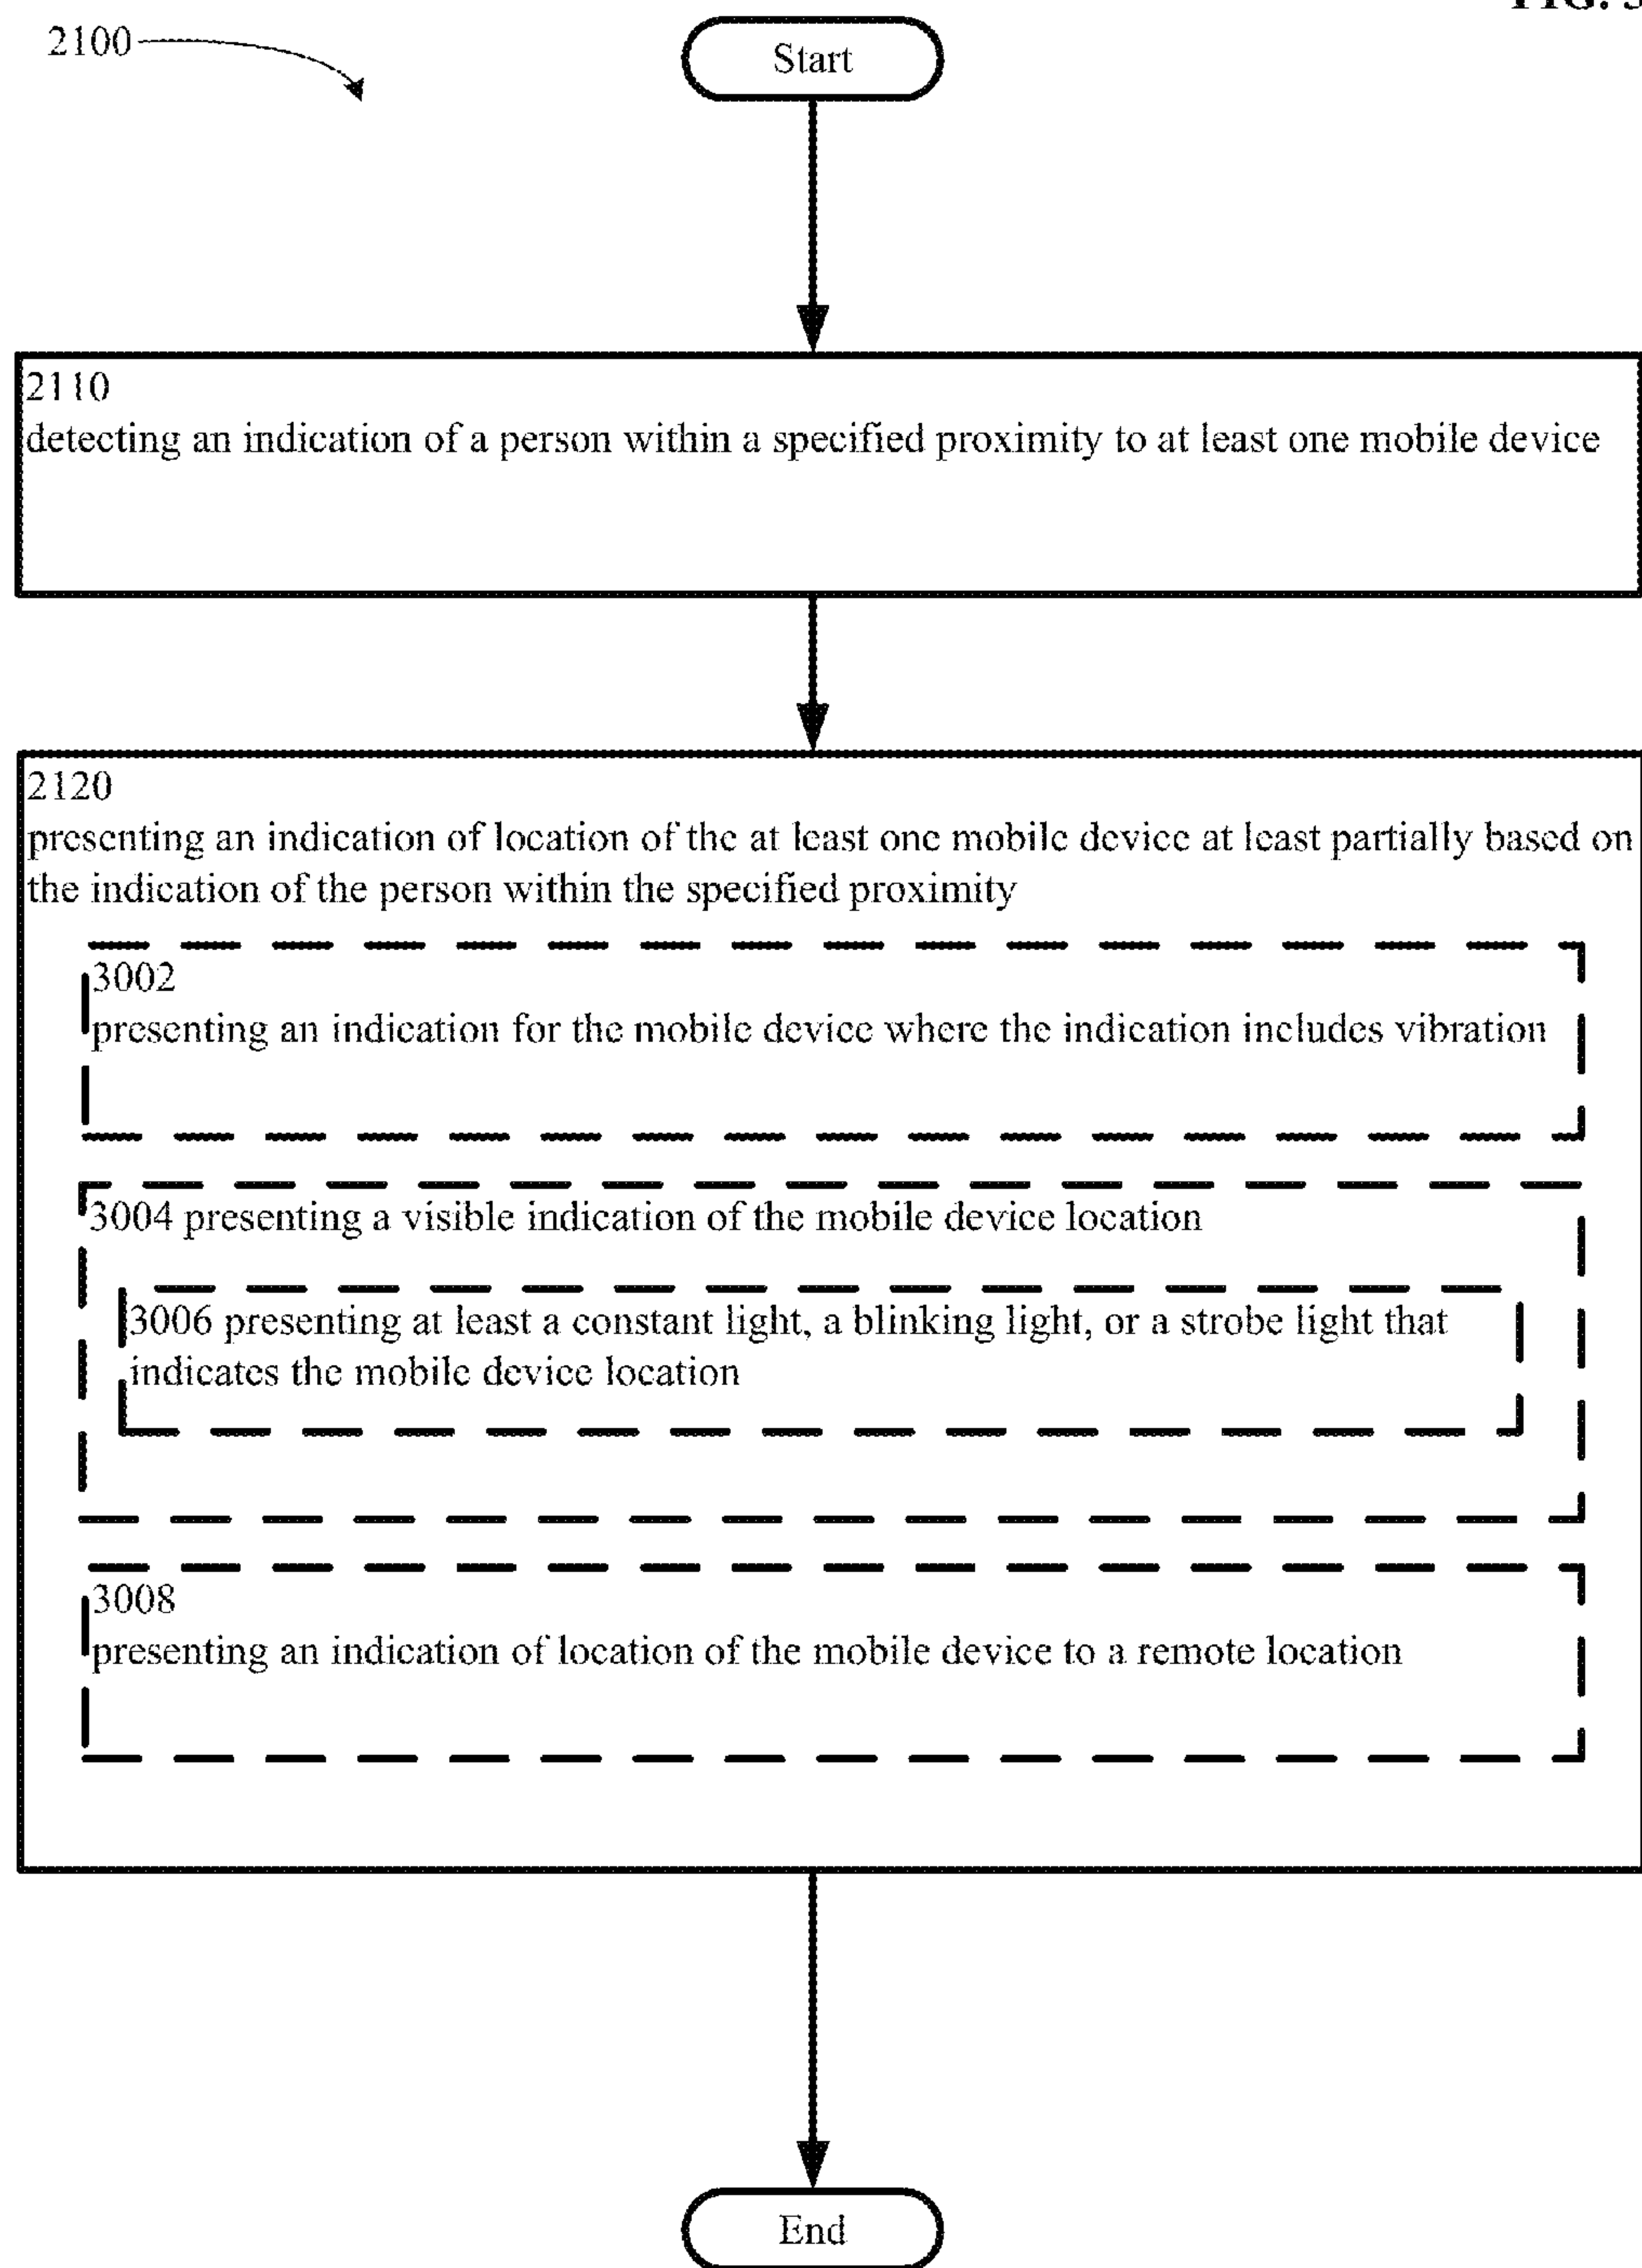 FIG. 3
2100
Start
2110
detecting an indication of a person within a specified proximity to at least one mobile device
2120
presenting an indication of location of the at least one mobile device at least partially based on
the indication of the person within the specified proximity
3002
presenting an indication for the mobile device where the indication includes vibration
3004 presenting a visible indication of the mobile device location
3006 presenting at least a constant light, a blinking light, or a strobe light that
indicates the mobile device location
3008
presenting an indication of location of the mobile device to a remote location
End